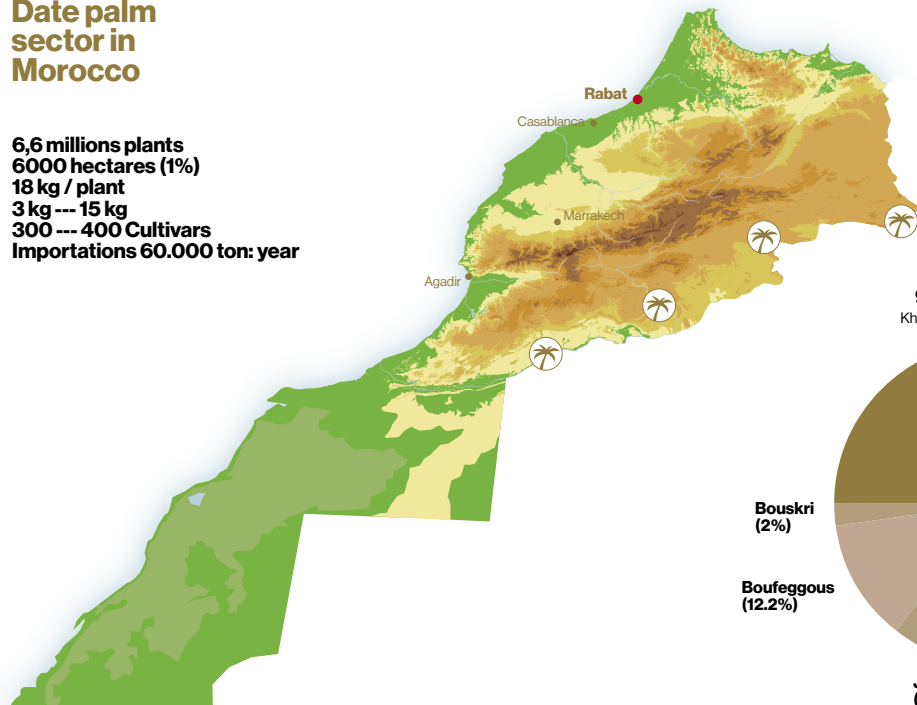 Date palm
sector in
Morocco
6,6 millions plants
6000 hectares (1%)
18 kg / plant
3 kg --- 15 kg
300 --- 400 Cultivars
Importations 60.000 ton: year
Rabat
Casablanca
Marrakech
Agadir
Kh
Bouskri
(2%)
Boufeggous
(12.2%)